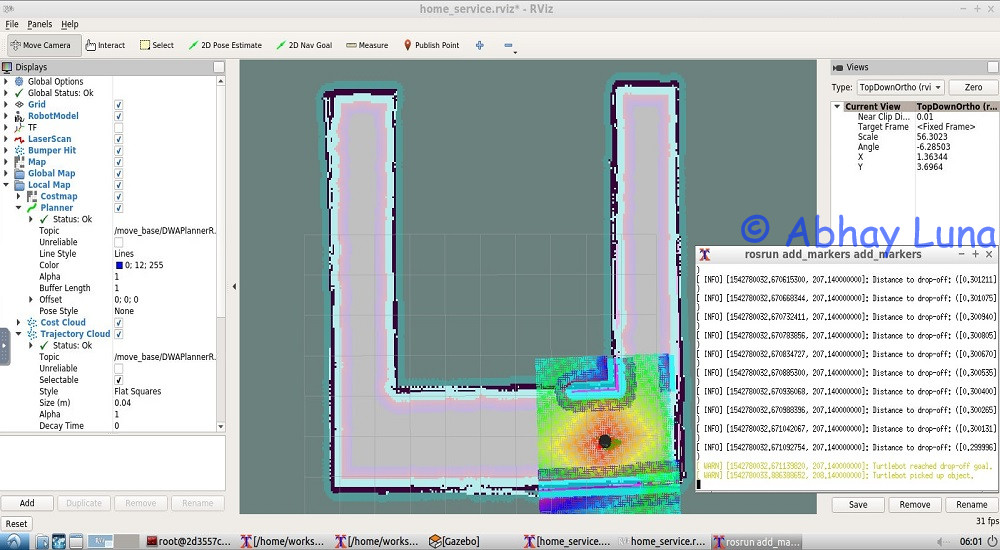 home_service.rviz* - RViz
File Panels Help
Move Camera Interact Select 2D Pose Estimate 2D Nav Goal Measure Publish Point
Displays
Global Options
Global Status: Ok
Grid
RobotModel
TF
LaserScan
Bumper Hit
Map
Global Map
Local Map
Costmap
Planner
Status: Ok
Topic /move_base/DWAPlannerR...
Unreliable
Line Style Lines
Color 0; 12; 255
Alpha 1
Buffer Length 1
Offset 0; 0; 0
Pose Style None
Cost Cloud
Trajectory Cloud
Status: Ok
Topic /move_base/DWAPlannerR...
Unreliable
Selectable
Style Flat Squares
Size (m) 0.04
Alpha 1
Decay Time 0
Add Duplicate Remove Rename
Reset
Views
Type: TopDownOrtho (rvi Zero
Current View TopDownOrtho (r...
Near Clip Di... 0.01
Target Frame <Fixed Frame>
Scale 56.3023
Angle -6.28503
X 1.36344
Y 3.6964
© Abhay Luna
rosrun add_markers add_markers
)
[ INFO] [1542780032,670615300, 207,140000000]: Distance to drop-off: ([0,301211]
)
[ INFO] [1542780032,670668344, 207,140000000]: Distance to drop-off: ([0,301075]
)
[ INFO] [1542780032,670732411, 207,140000000]: Distance to drop-off: ([0,300940]
)
[ INFO] [1542780032,670783856, 207,140000000]: Distance to drop-off: ([0,300805]
)
[ INFO] [1542780032,670834727, 207,140000000]: Distance to drop-off: ([0,300670]
)
[ INFO] [1542780032,670885300, 207,140000000]: Distance to drop-off: ([0,300535]
)
[ INFO] [1542780032,670936068, 207,140000000]: Distance to drop-off: ([0,300400]
)
[ INFO] [1542780032,670988396, 207,140000000]: Distance to drop-off: ([0,300265]
)
[ INFO] [1542780032,671042067, 207,140000000]: Distance to drop-off: ([0,300131]
)
[ INFO] [1542780032,671092754, 207,140000000]: Distance to drop-off: ([0,299996]
)
[ WARN] [1542780032,671139820, 207,140000000]: Turtlebot reached drop-off goal.
[ WARN] [1542780033,886388652, 208,140000000]: Turtlebot picked up object.
Save Remove Rename
31 fps
root@2d3557c... [/home/works... [/home/works... [Gazebo] [home_service.... home_service.r... rosrun add_ma... 06:01